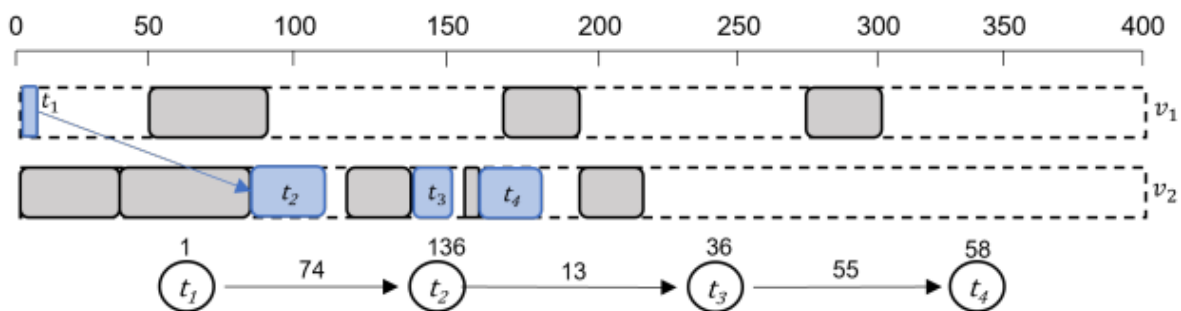 0 50 100 150 200 250 300 350 400
t₁ v₁
t₂ t₃ t₄ v₂
1 136 36 58
74 13 55
t₁ t₂ t₃ t₄